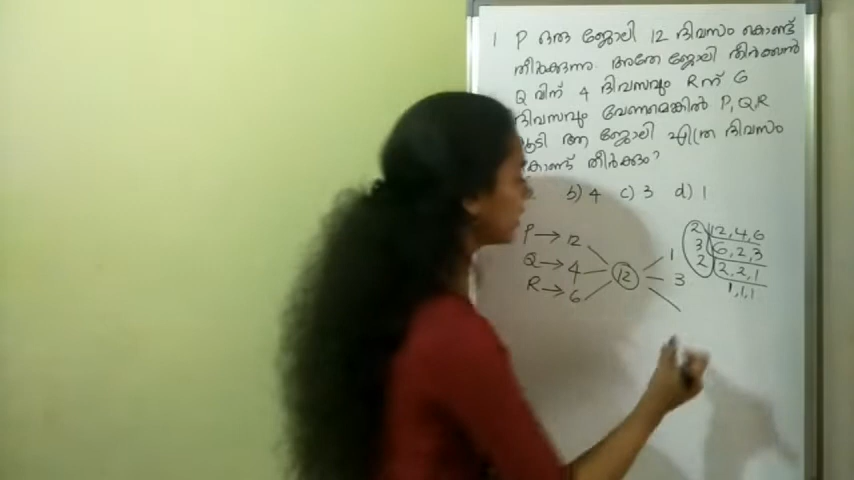 1 P ഒരു ജോലി 12 ദിവസം കൊണ്ട്
തീർക്കുന്നു. അതേ ജോലി തീർക്കാൻ
Q വിന് 4 ദിവസവും R ന് 6
ദിവസവും വേണമെങ്കിൽ P, Q, R
കൂടി ആ ജോലി എത്ര ദിവസം
കൊണ്ട് തീർക്കും?
b) 4 c) 3 d) 1
P → 12
Q → 4
R → 6
12
1
3
2 12, 4, 6
3 6, 2, 3
2 2, 2, 1
1, 1, 1